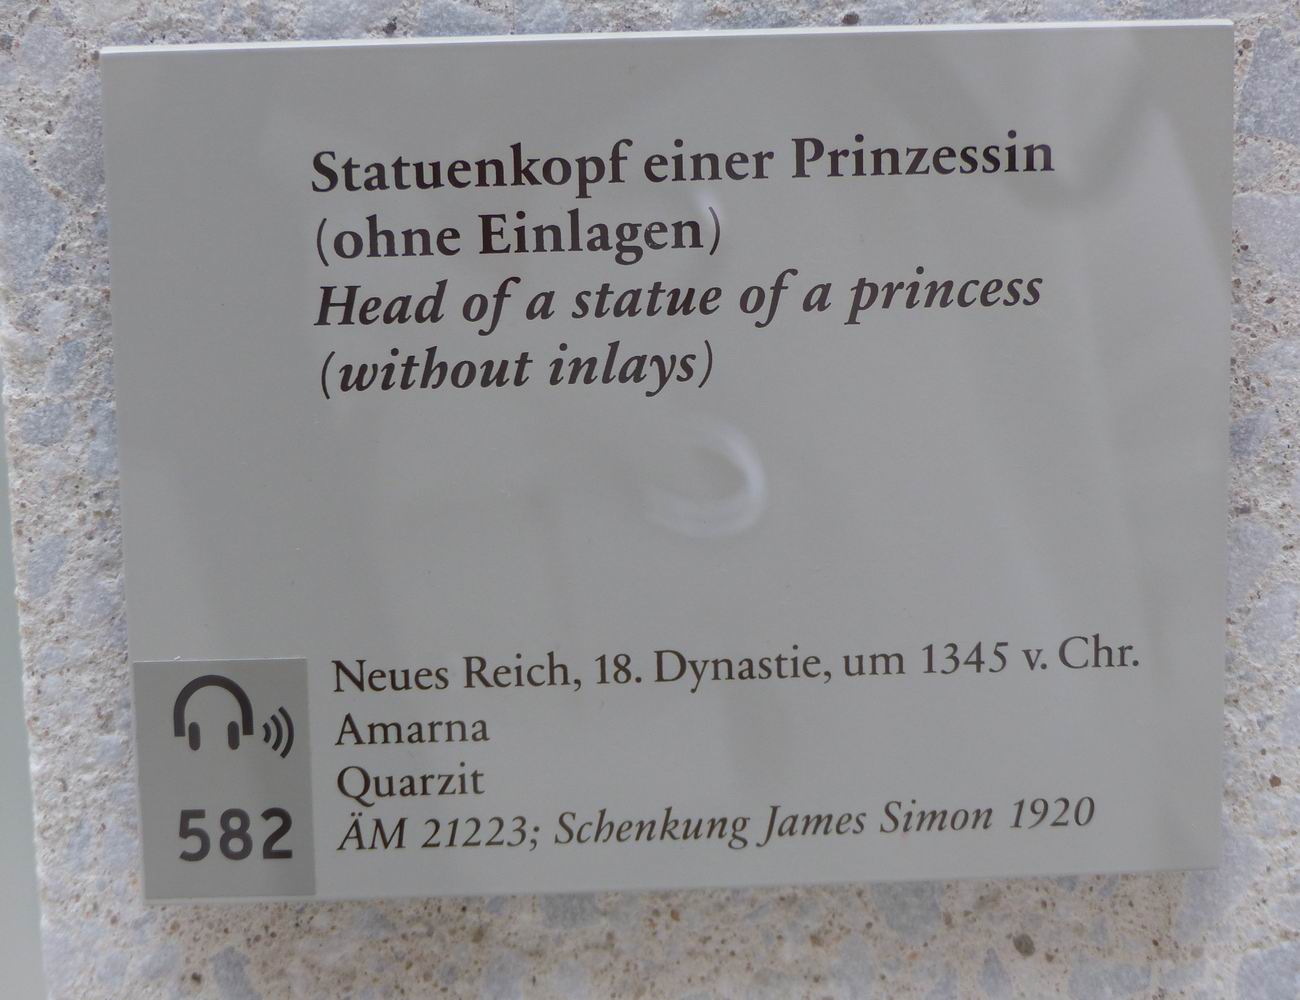 Statuenkopf einer Prinzessin
(ohne Einlagen)
Head of a statue of a princess
(without inlays)
Neues Reich, 18. Dynastie, um 1345 v. Chr.
Amarna
Quarzit
ÄM 21223; Schenkung James Simon 1920
582